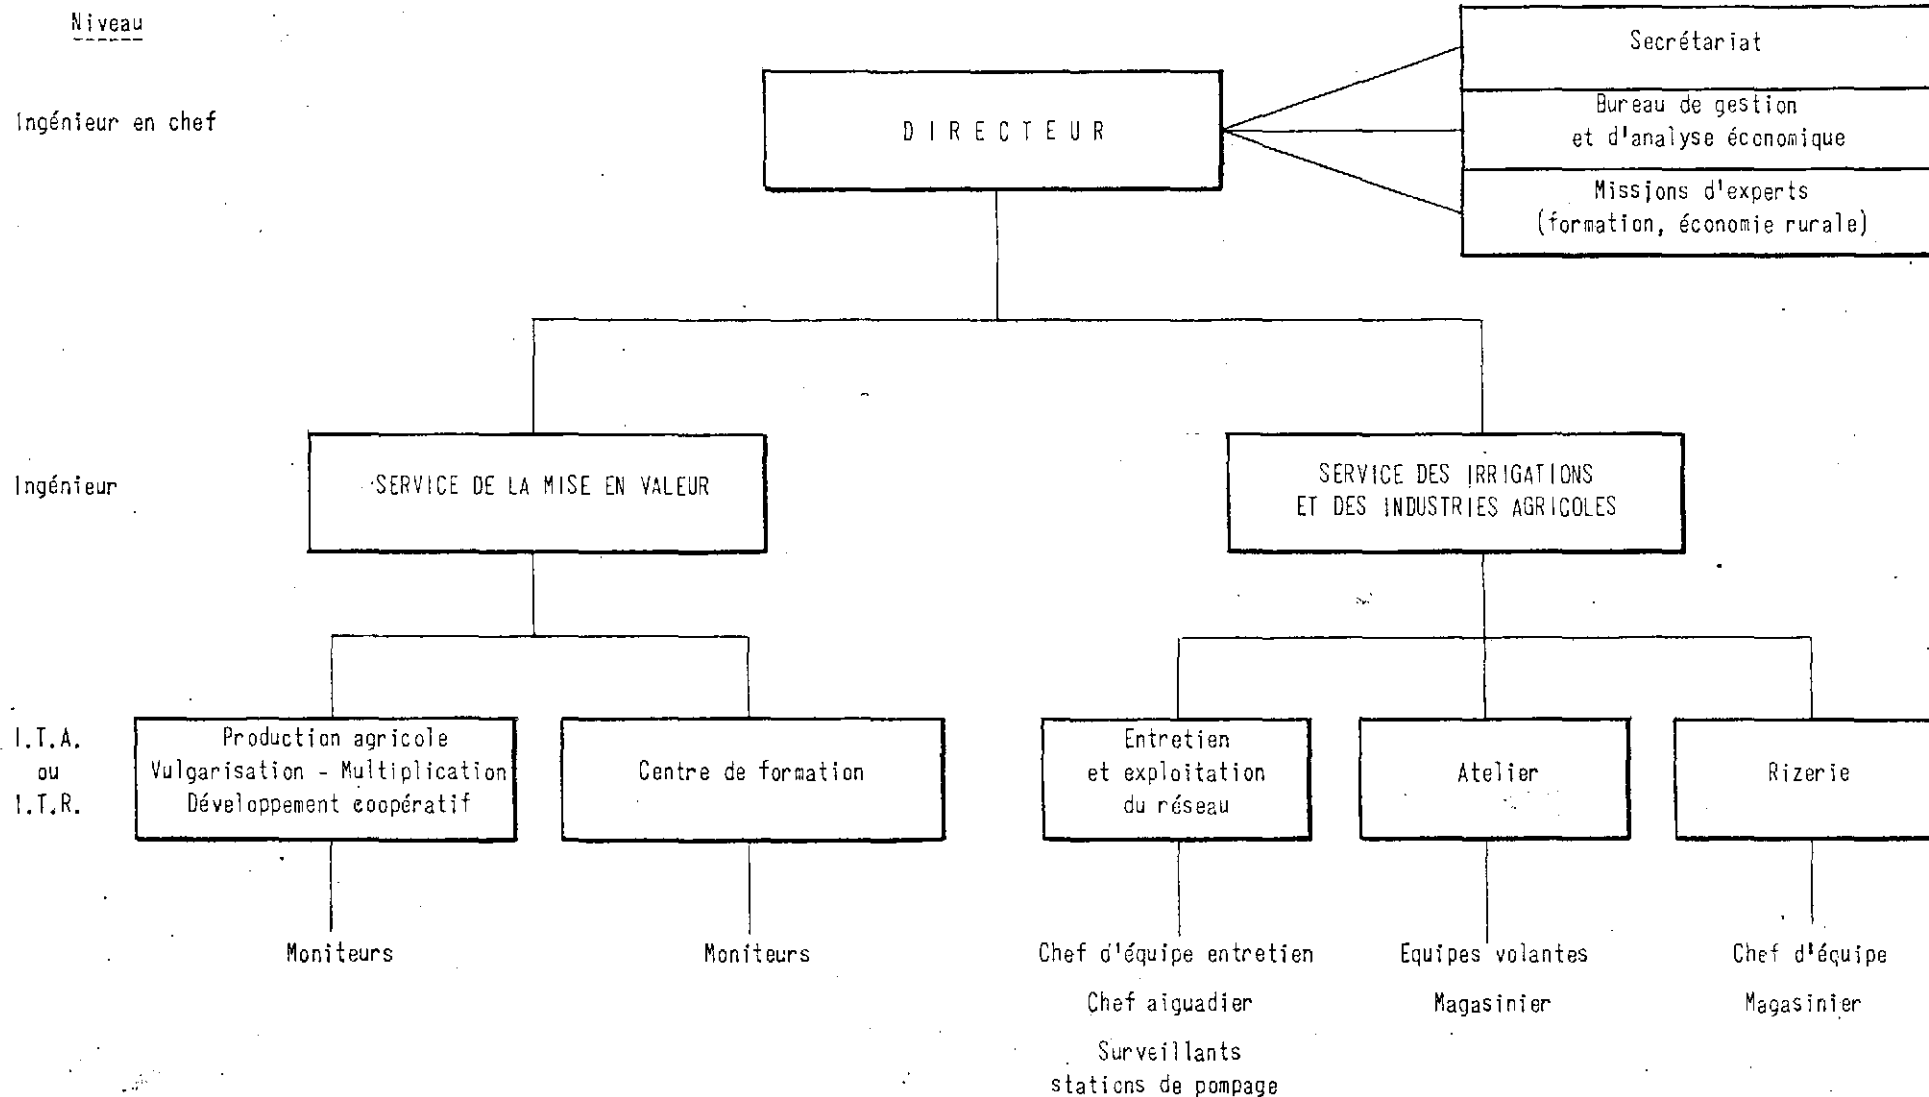 Niveau
Secrétariat
Ingénieur en chef
DIRECTEUR
Bureau de gestion
et d'analyse économique
Missions d'experts
(formation, économie rurale)
Ingénieur
SERVICE DE LA MISE EN VALEUR
SERVICE DES IRRIGATIONS
ET DES INDUSTRIES AGRICOLES
I.T.A.
ou
I.T.R.
Production agricole
Vulgarisation - Multiplication
Développement coopératif
Centre de formation
Entretien
et exploitation
du réseau
Atelier
Rizerie
Moniteurs
Moniteurs
Chef d'équipe entretien
Chef aiguadier
Surveillants
stations de pompage
Equipes volantes
Magasinier
Chef d'équipe
Magasinier